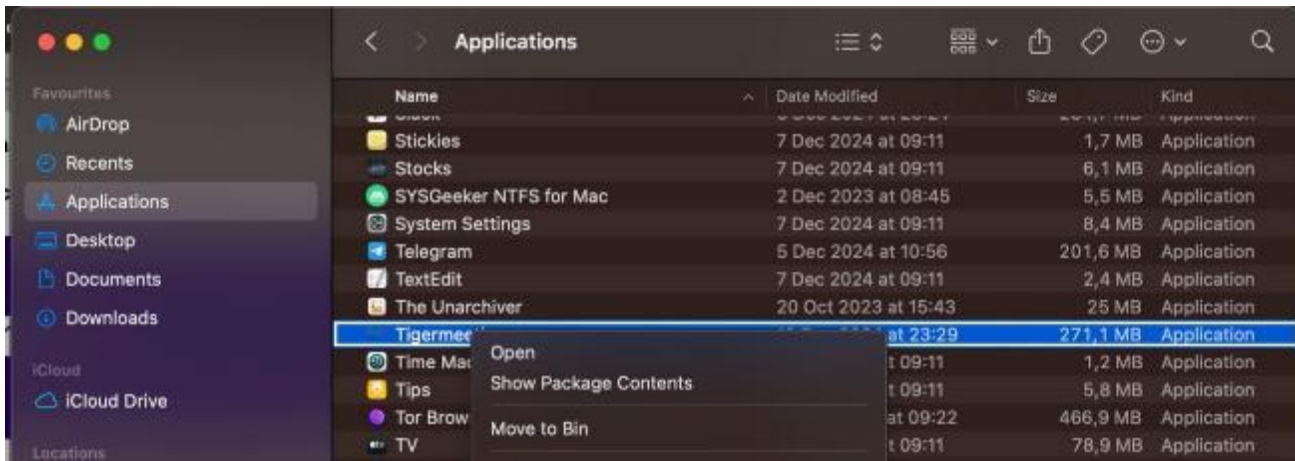 Applications
Favourites
AirDrop
Recents
Applications
Desktop
Documents
Downloads
iCloud
iCloud Drive
Locations
Name Date Modified Size Kind
Stickies 7 Dec 2024 at 09:11 1,7 MB Application
Stocks 7 Dec 2024 at 09:11 6,1 MB Application
SYSGeeker NTFS for Mac 2 Dec 2023 at 08:45 5,5 MB Application
System Settings 7 Dec 2024 at 09:11 8,4 MB Application
Telegram 5 Dec 2024 at 10:56 201,6 MB Application
TextEdit 7 Dec 2024 at 09:11 2,4 MB Application
The Unarchiver 20 Oct 2023 at 15:43 25 MB Application
Tigermee at 23:29 271,1 MB Application
Time Mac t 09:11 1,2 MB Application
Tips t 09:11 5,8 MB Application
Tor Brow at 09:22 466,9 MB Application
TV t 09:11 78,9 MB Application
Open
Show Package Contents
Move to Bin